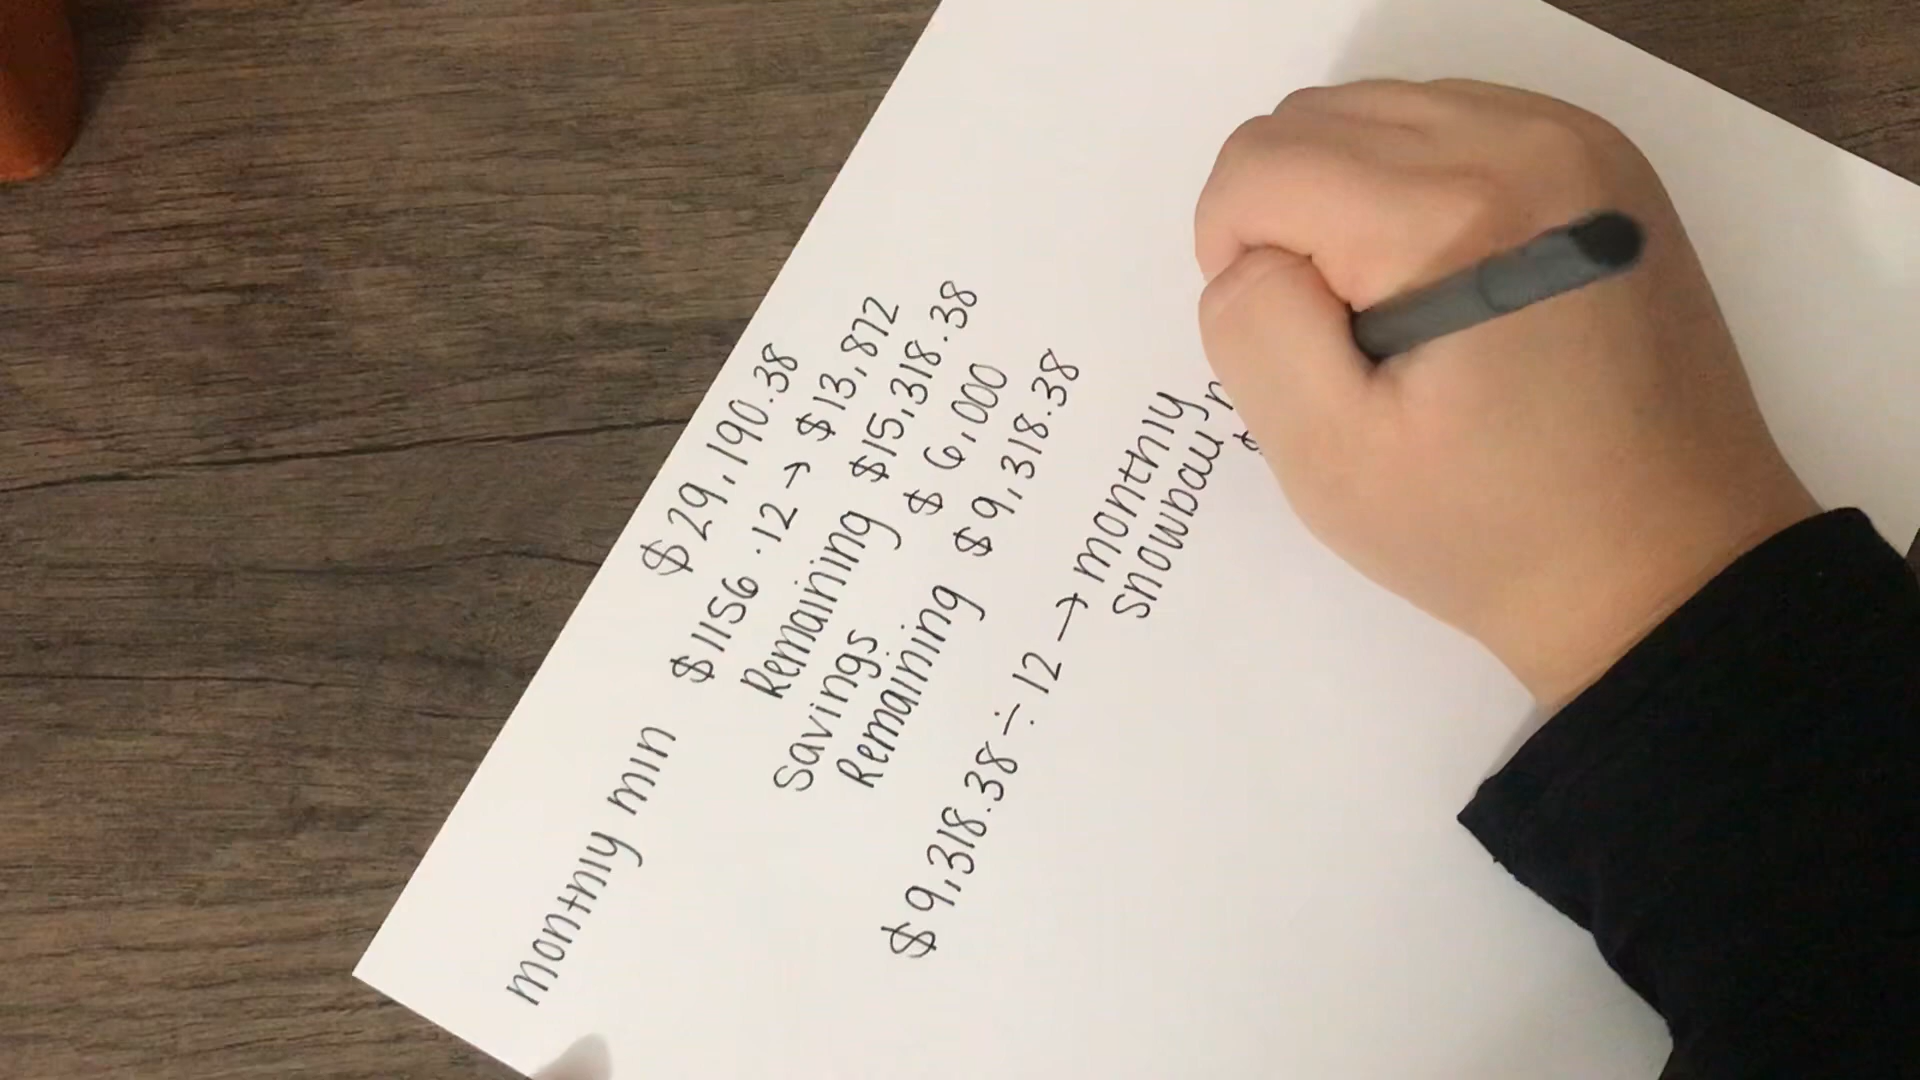 $29,190.38
monthly min $1156 · 12 → $13,872
Remaining $15,318.38
Savings $ 6,000
Remaining $9,318.38
$9,318.38 ÷ 12 → monthly
snowball
$